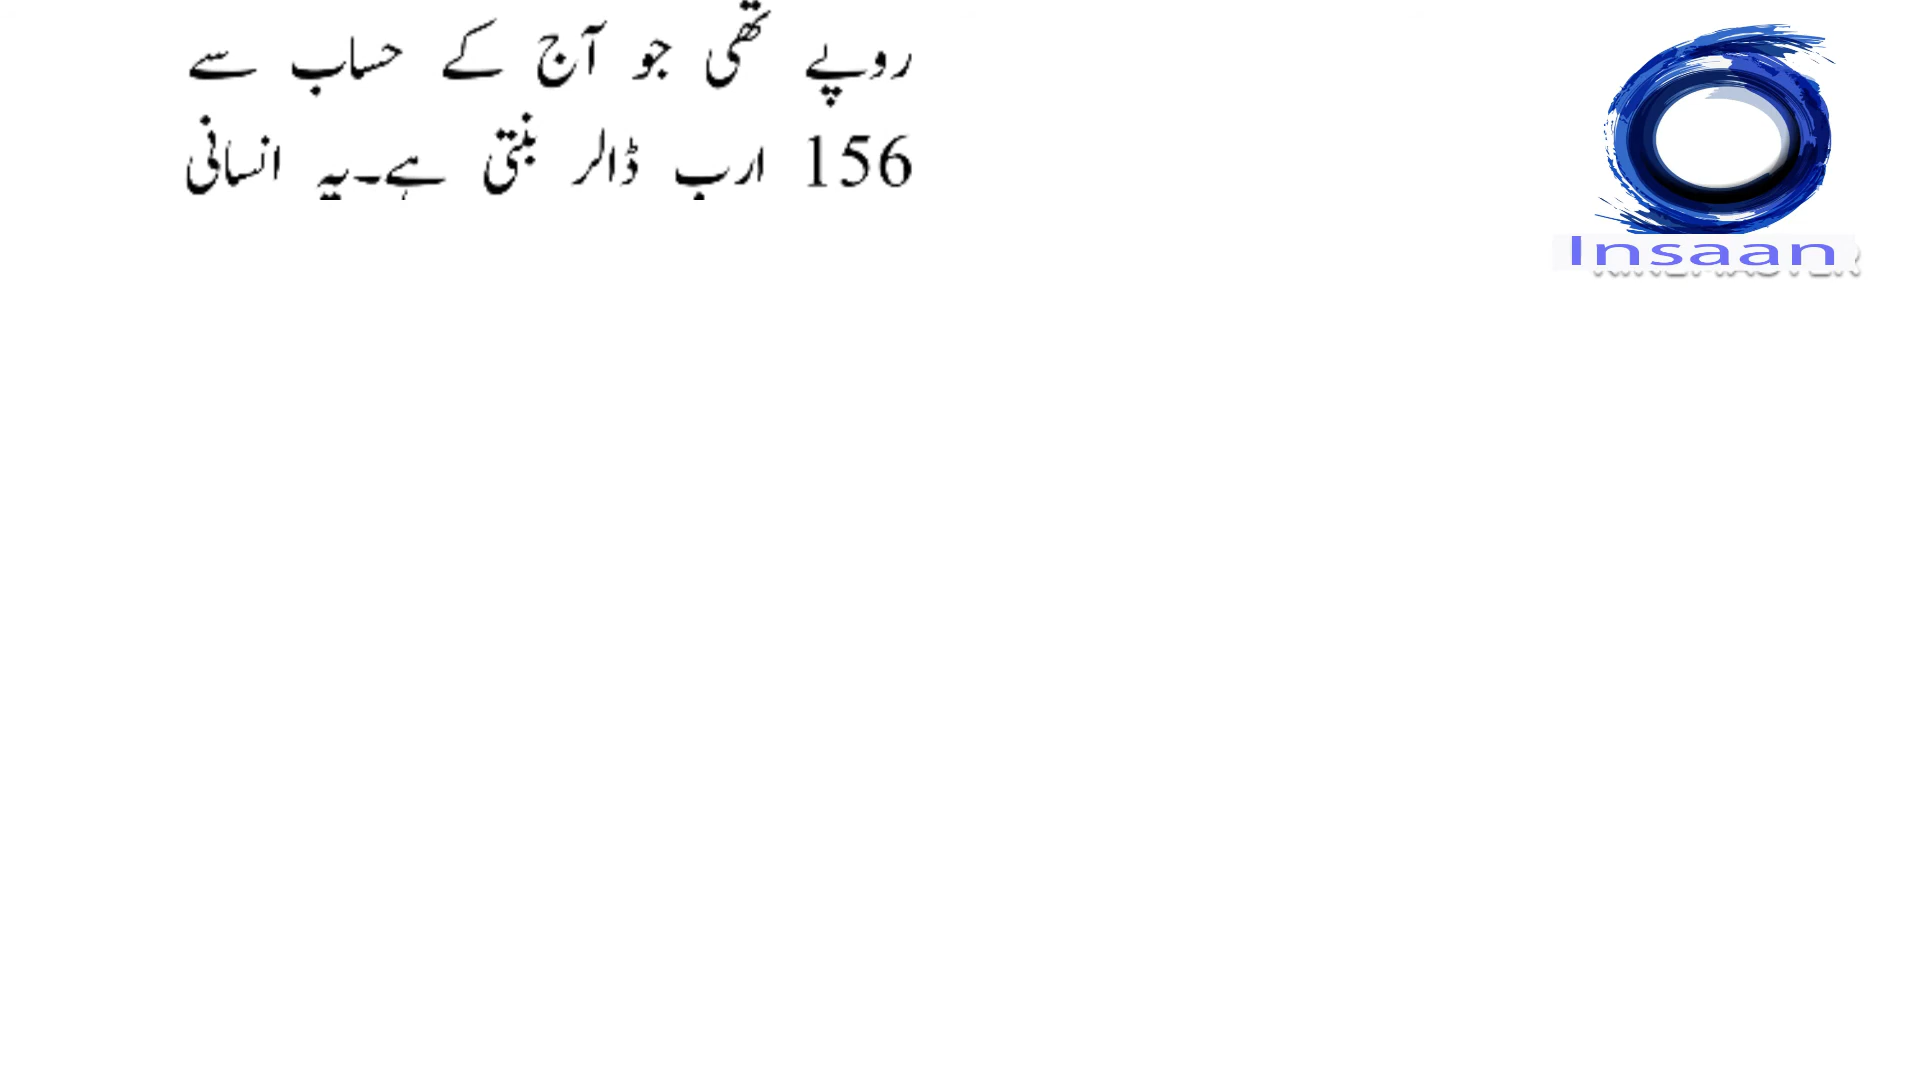 روپے تھی جو آج کے حساب سے
156 ارب ڈالر بنتی ہے۔یہ انسانی
Insaan